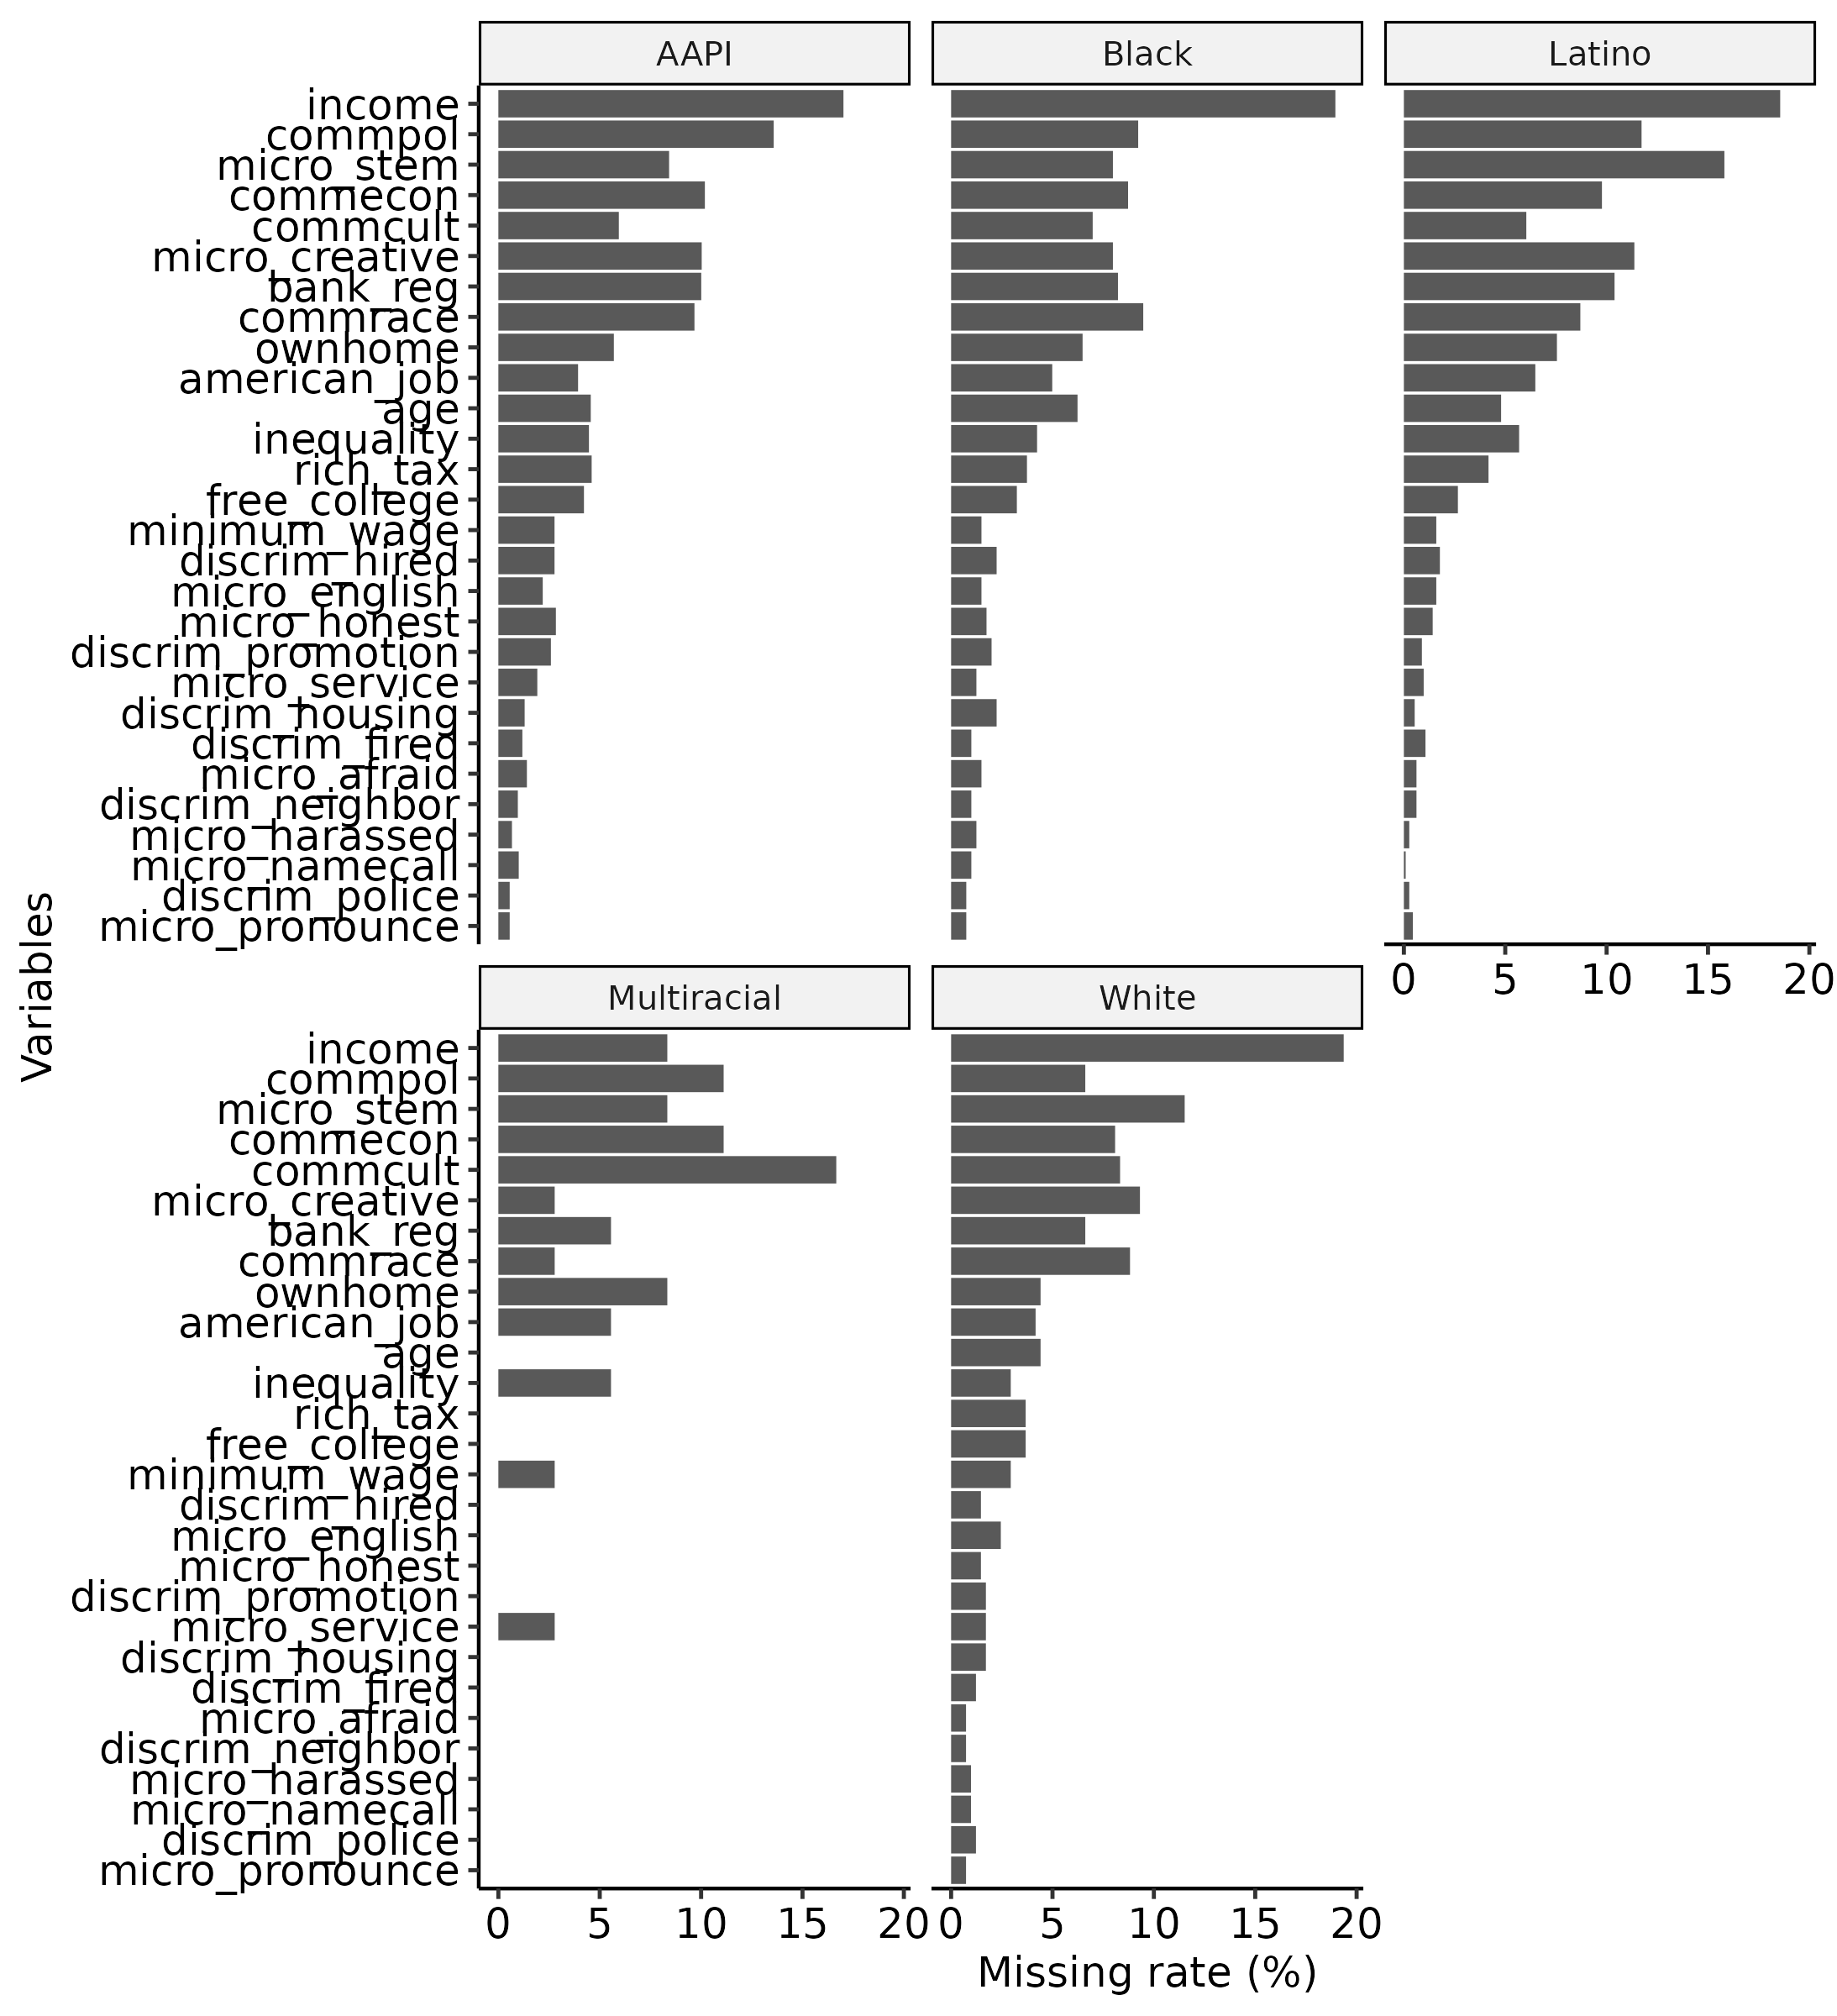 AAPI
Black
Latino
income
commpol
micro_stem
commecon
commcult
micro_creative
bank_reg
commrace
ownhome
american_job
age
inequality
rich_tax
free_college
minimum_wage
discrim_hired
micro_english
micro_honest
discrim_promotion
micro_service
discrim_housing
discrim_fired
micro_afraid
discrim_neighbor
micro_harassed
micro_namecall
discrim_police
micro_pronounce
0 5 10 15 20
Variables
Multiracial
White
income
commpol
micro_stem
commecon
commcult
micro_creative
bank_reg
commrace
ownhome
american_job
age
inequality
rich_tax
free_college
minimum_wage
discrim_hired
micro_english
micro_honest
discrim_promotion
micro_service
discrim_housing
discrim_fired
micro_afraid
discrim_neighbor
micro_harassed
micro_namecall
discrim_police
micro_pronounce
0 5 10 15 20
0 5 10 15 20
Missing rate (%)